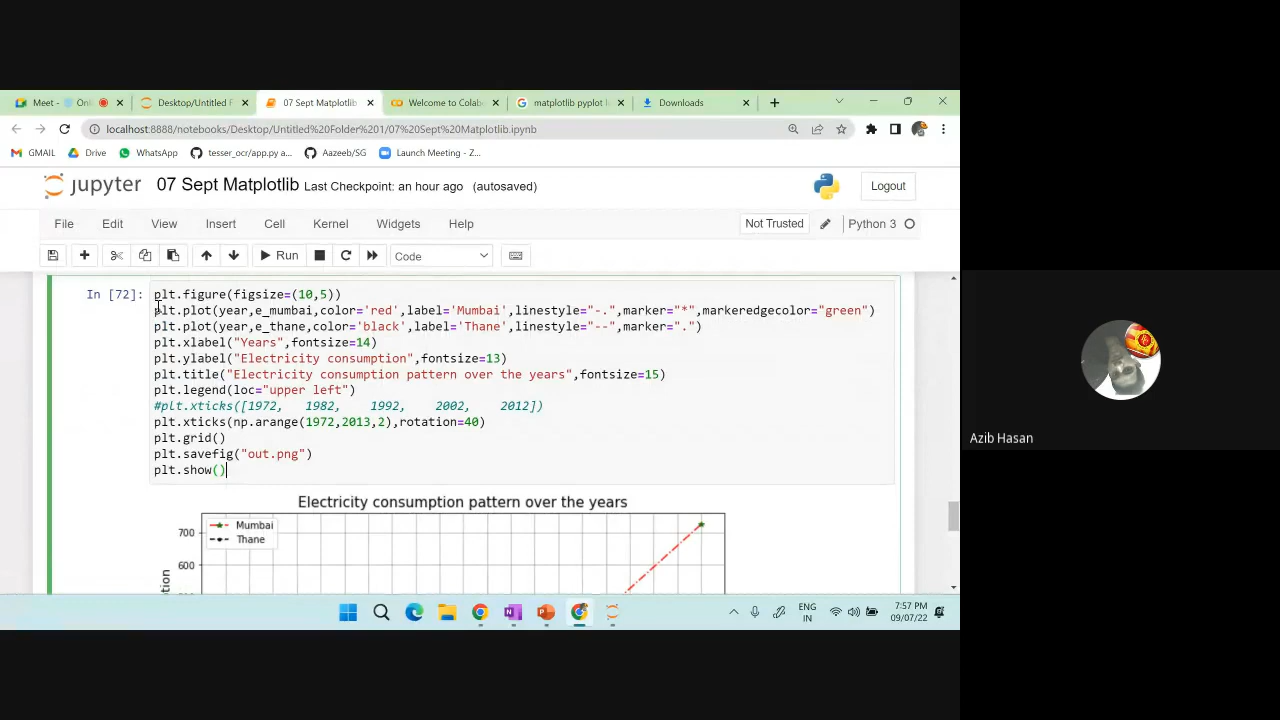 Meet - Onli
Desktop/Untitled F
07 Sept Matplotlib
Welcome to Colab
matplotlib pyplot l
Downloads
localhost:8888/notebooks/Desktop/Untitled%20Folder%201/07%20Sept%20Matplotlib.ipynb
GMAIL
Drive
WhatsApp
tesser_ocr/app.py a...
Aazeeb/SG
Launch Meeting - Z...
jupyter 07 Sept Matplotlib Last Checkpoint: an hour ago (autosaved)
Logout
File Edit View Insert Cell Kernel Widgets Help
Not Trusted
Python 3
Run
Code
In [72]: plt.figure(figsize=(10,5))
plt.plot(year,e_mumbai,color='red',label='Mumbai',linestyle="-.",marker="*",markeredgecolor="green")
plt.plot(year,e_thane,color='black',label='Thane',linestyle="--",marker=".")
plt.xlabel("Years",fontsize=14)
plt.ylabel("Electricity consumption",fontsize=13)
plt.title("Electricity consumption pattern over the years",fontsize=15)
plt.legend(loc="upper left")
#plt.xticks([1972, 1982, 1992, 2002, 2012])
plt.xticks(np.arange(1972,2013,2),rotation=40)
plt.grid()
plt.savefig("out.png")
plt.show()
Electricity consumption pattern over the years
Mumbai
Thane
700
600
Azib Hasan
ENG
IN
7:57 PM
09/07/22